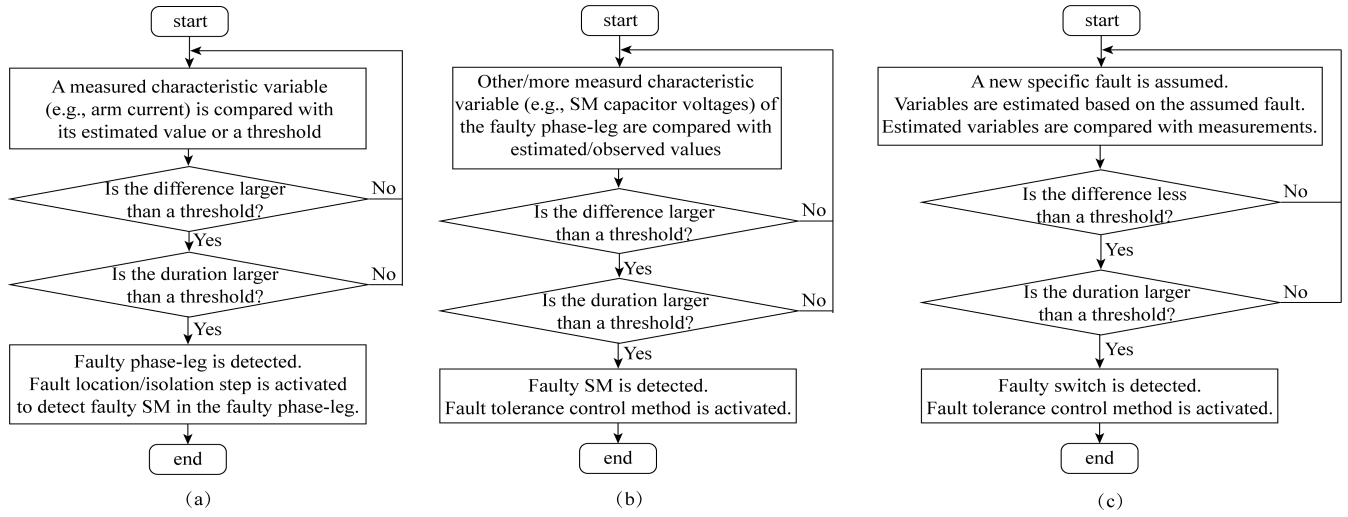 start
A measured characteristic variable
(e.g., arm current) is compared with
its estimated value or a threshold
Is the difference larger
than a threshold?
No
Yes
Is the duration larger
than a threshold?
No
Yes
Faulty phase-leg is detected.
Fault location/isolation step is activated
to detect faulty SM in the faulty phase-leg.
end
(a)
start
Other/more measurd characteristic
variable (e.g., SM capacitor voltages) of
the faulty phase-leg are compared with
estimated/observed values
Is the difference larger
than a threshold?
No
Yes
Is the duration larger
than a threshold?
No
Yes
Faulty SM is detected.
Fault tolerance control method is activated.
end
(b)
start
A new specific fault is assumed.
Variables are estimated based on the assumed fault.
Estimated variables are compared with measurements.
Is the difference less
than a threshold?
No
Yes
Is the duration larger
than a threshold?
No
Yes
Faulty switch is detected.
Fault tolerance control method is activated.
end
(c)